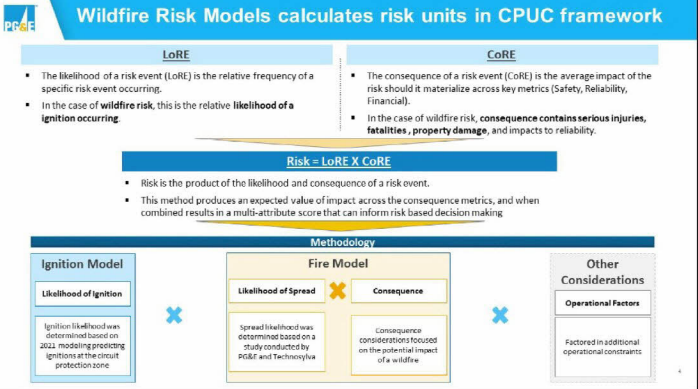 PG&E
Wildfire Risk Models calculates risk units in CPUC framework
LoRE
▪ The likelihood of a risk event (LoRE) is the relative frequency of a
specific risk event occurring.
▪ In the case of wildfire risk, this is the relative likelihood of a
ignition occurring.
CoRE
▪ The consequence of a risk event (CoRE) is the average impact of the
risk should it materialize across key metrics (Safety, Reliability,
Financial).
▪ In the case of wildfire risk, consequence contains serious injuries,
fatalities , property damage, and impacts to reliability.
Risk = LoRE X CoRE
▪ Risk is the product of the likelihood and consequence of a risk event.
▪ This method produces an expected value of impact across the consequence metrics, and when
combined results in a multi-attribute score that can inform risk based decision making
Methodology
Ignition Model
Likelihood of Ignition
Ignition likelihood was
determined based on
2021 modeling predicting
ignitions at the circuit
protection zone
Fire Model
Likelihood of Spread
Spread likelihood was
determined based on a
study conducted by
PG&E and Technosylva
Consequence
Consequence
considerations focused
on the potential impact
of a wildfire
Other
Considerations
Operational Factors
Factored in additional
operational constraints
4